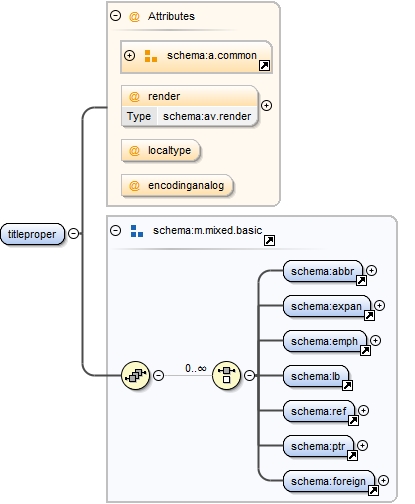 @ Attributes
schema:a.common
@ render
Type schema:av.render
@ localtype
@ encodinganalog
titleproper
schema:m.mixed.basic
schema:abbr
schema:expan
schema:emph
0..∞
schema:lb
schema:ref
schema:ptr
schema:foreign